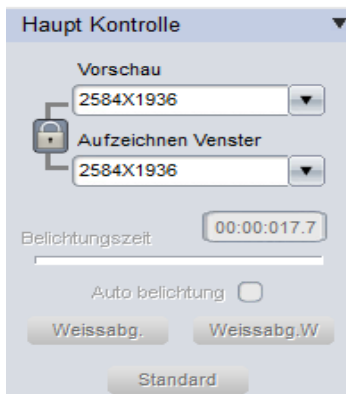 Haupt Kontrolle
Vorschau
2584X1936
Aufzeichnen Venster
2584X1936
Belichtungszeit 00:00:017.7
Auto belichtung
Weissabg. Weissabg.W
Standard